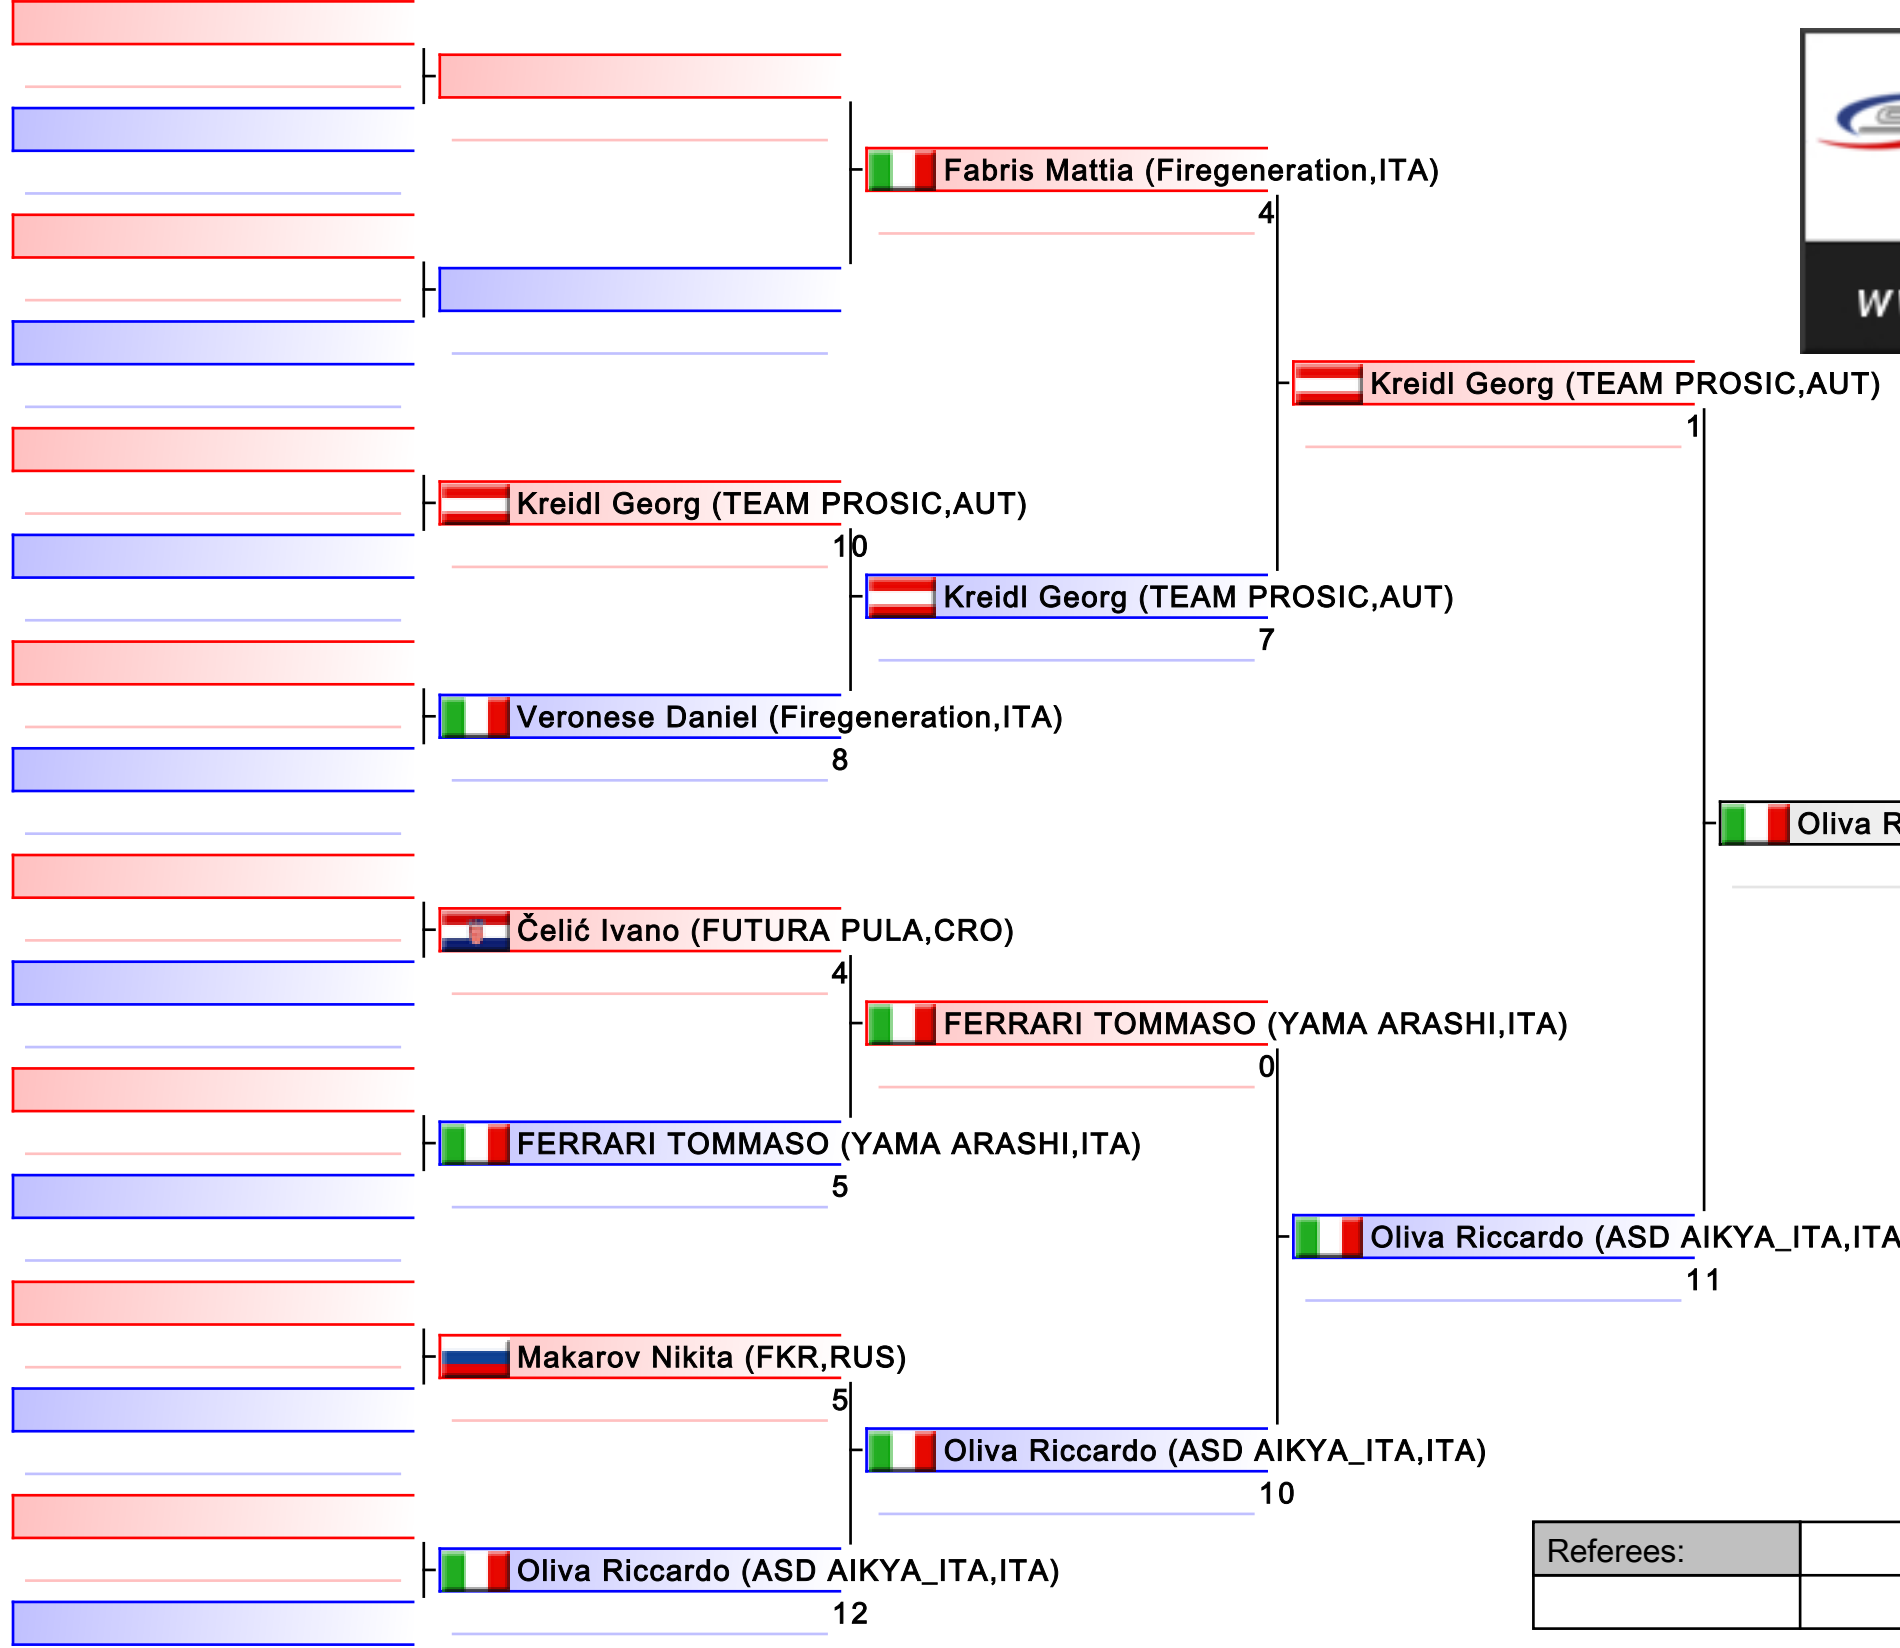 Fabris Mattia (Firegeneration,ITA)
4
Kreidl Georg (TEAM PROSIC,AUT)
1
Kreidl Georg (TEAM PROSIC,AUT)
10
Kreidl Georg (TEAM PROSIC,AUT)
7
Veronese Daniel (Firegeneration,ITA)
8
Oliva R
Čelić Ivano (FUTURA PULA,CRO)
4
FERRARI TOMMASO (YAMA ARASHI,ITA)
0
FERRARI TOMMASO (YAMA ARASHI,ITA)
5
Oliva Riccardo (ASD AIKYA_ITA,ITA
11
Makarov Nikita (FKR,RUS)
5
Oliva Riccardo (ASD AIKYA_ITA,ITA)
10
Referees:
Oliva Riccardo (ASD AIKYA_ITA,ITA)
12